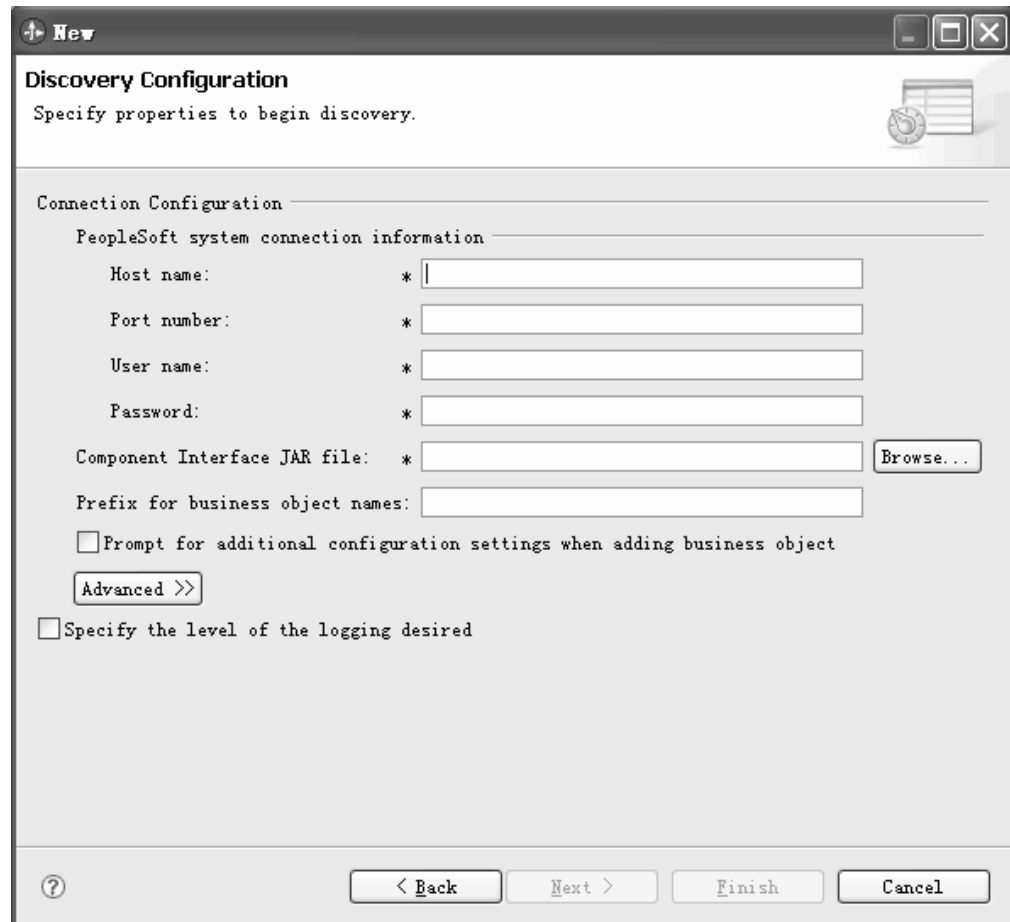 New
Discovery Configuration
Specify properties to begin discovery.
Connection Configuration
PeopleSoft system connection information
Host name: *
Port number: *
User name: *
Password: *
Component Interface JAR file: * Browse...
Prefix for business object names:
Prompt for additional configuration settings when adding business object
Advanced >>
Specify the level of the logging desired
? < Back Next > Finish Cancel